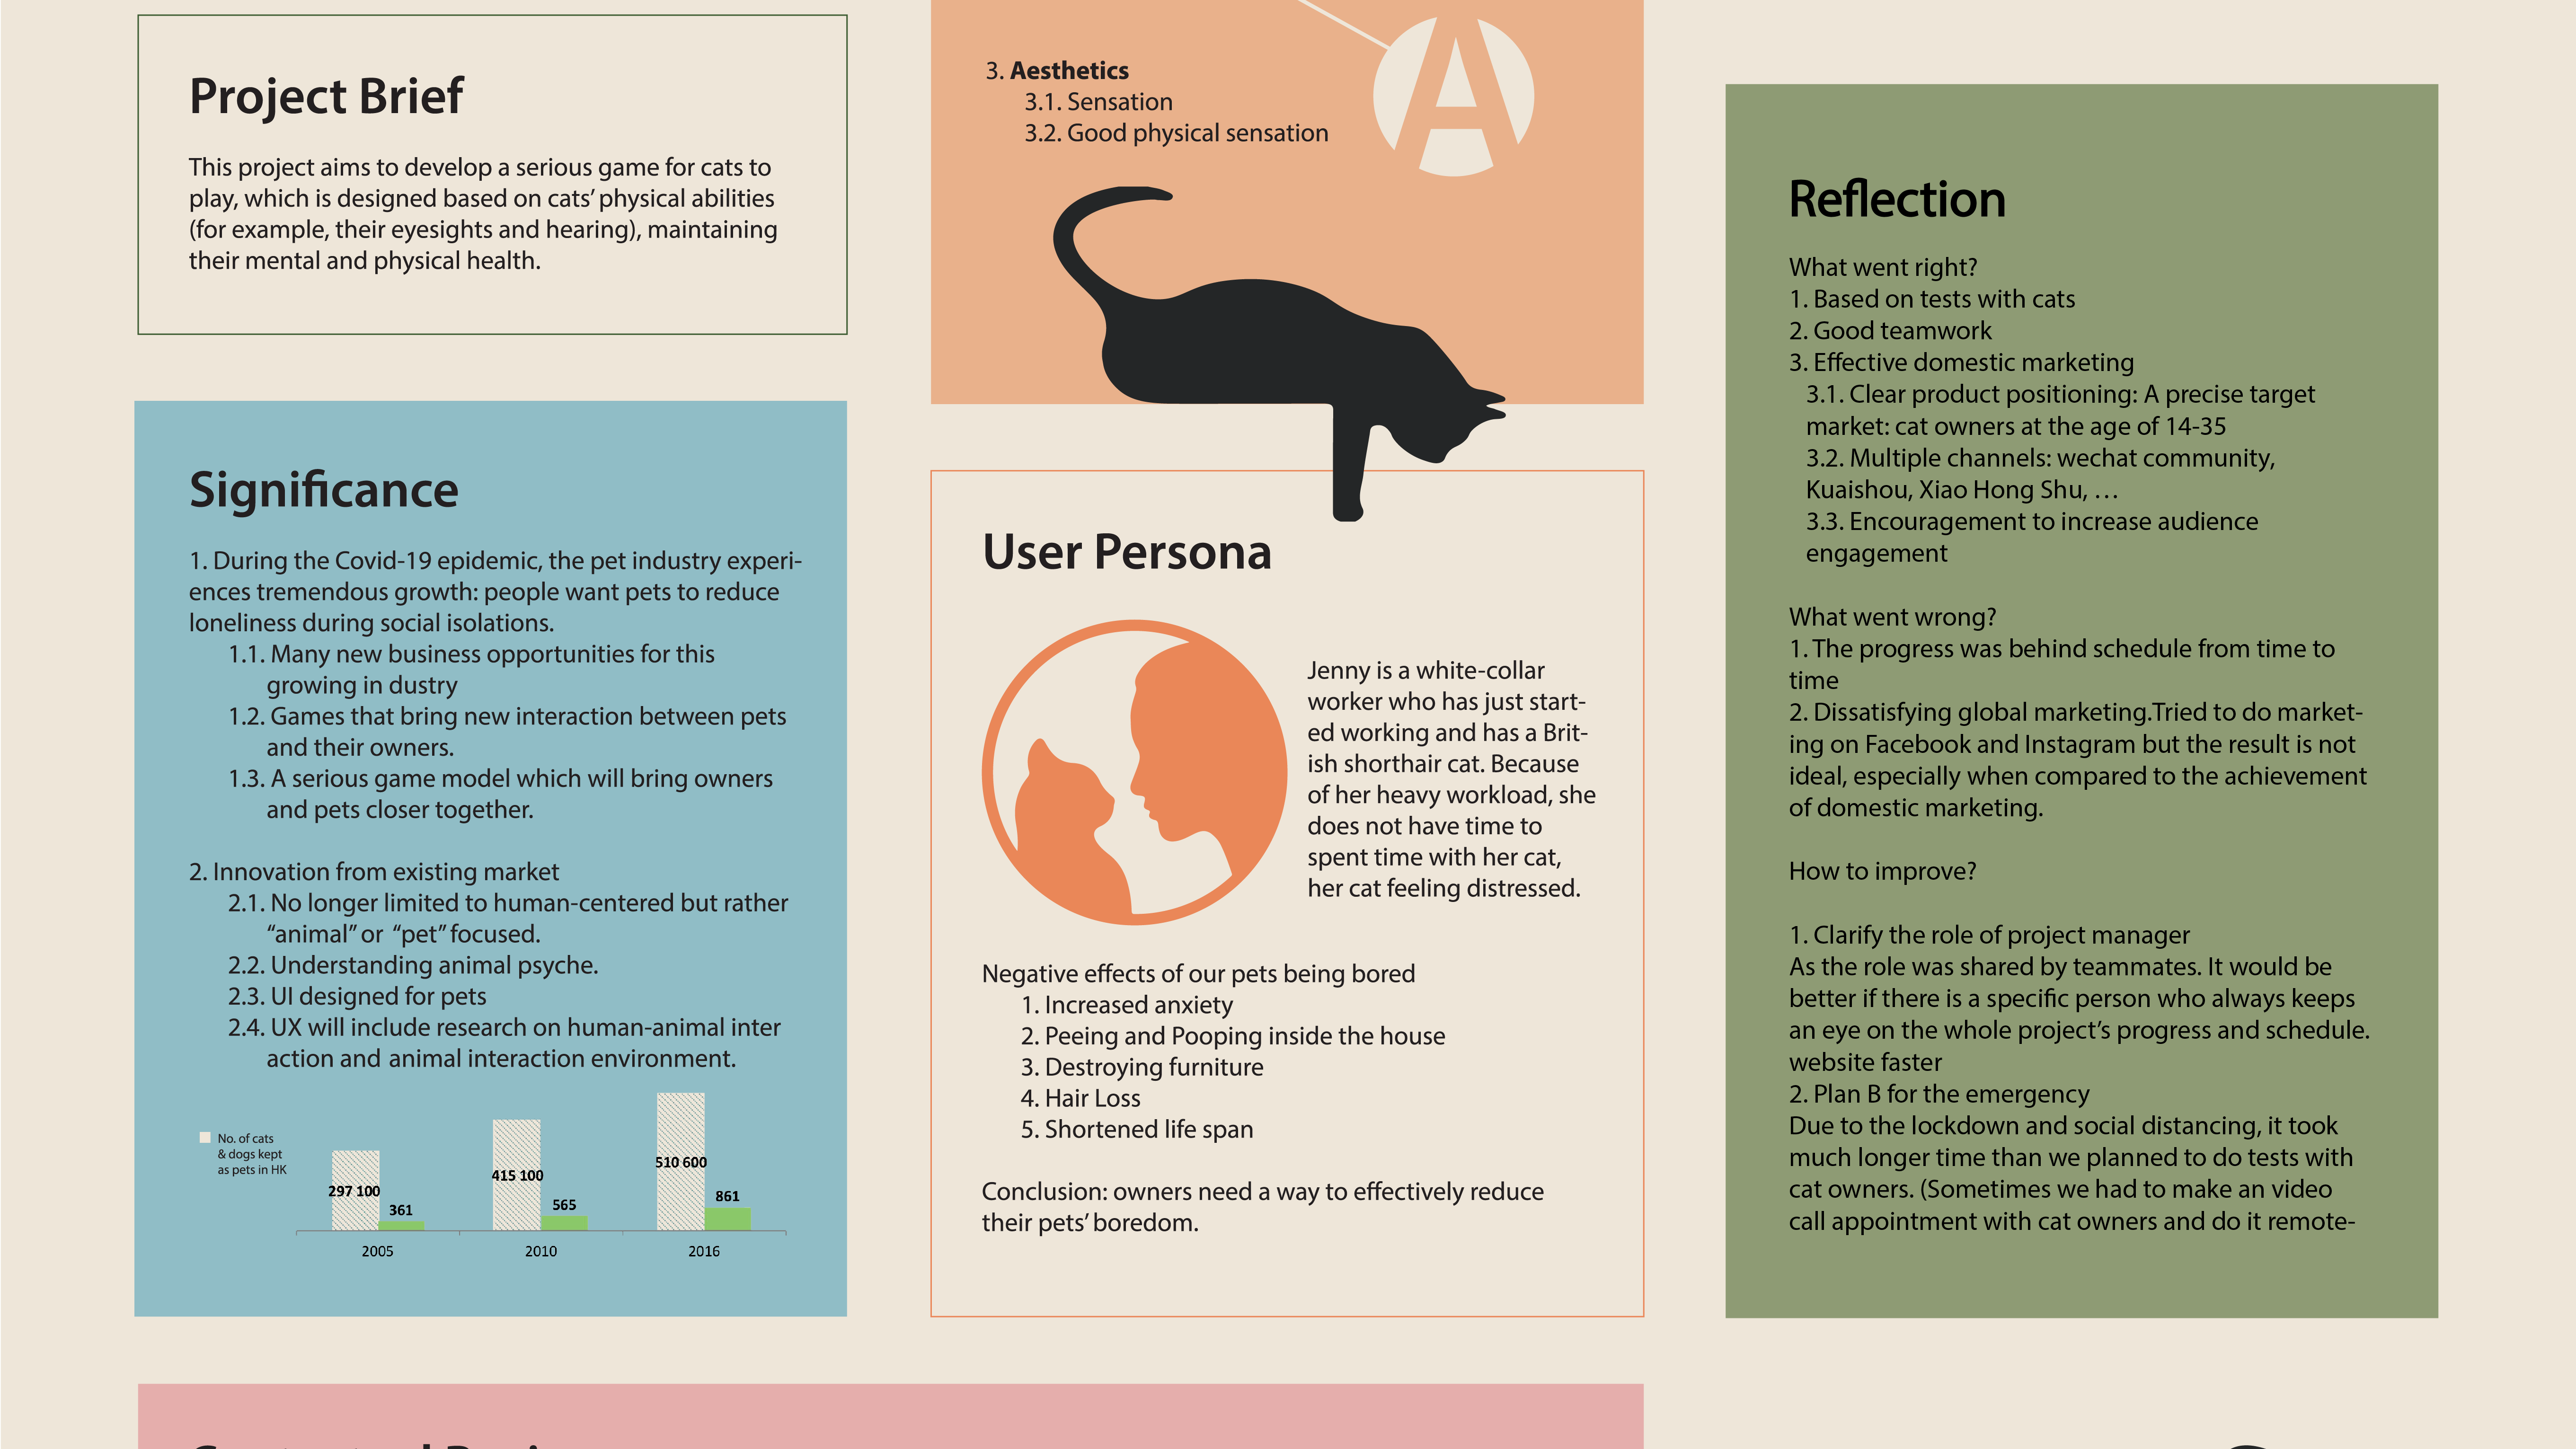 Project Brief
This project aims to develop a serious game for cats to
play, which is designed based on cats’ physical abilities
(for example, their eyesights and hearing), maintaining
their mental and physical health.
Significance
1. During the Covid-19 epidemic, the pet industry experi-
ences tremendous growth: people want pets to reduce
loneliness during social isolations.
1.1. Many new business opportunities for this
growing in dustry
1.2. Games that bring new interaction between pets
and their owners.
1.3. A serious game model which will bring owners
and pets closer together.
2. Innovation from existing market
2.1. No longer limited to human-centered but rather
“animal” or “pet” focused.
2.2. Understanding animal psyche.
2.3. UI designed for pets
2.4. UX will include research on human-animal inter
action and animal interaction environment.
No. of cats
& dogs kept
as pets in HK
297 100
361
415 100
565
510 600
861
2005
2010
2016
A
3. Aesthetics
3.1. Sensation
3.2. Good physical sensation
User Persona
Jenny is a white-collar
worker who has just start-
ed working and has a Brit-
ish shorthair cat. Because
of her heavy workload, she
does not have time to
spent time with her cat,
her cat feeling distressed.
Negative effects of our pets being bored
1. Increased anxiety
2. Peeing and Pooping inside the house
3. Destroying furniture
4. Hair Loss
5. Shortened life span
Conclusion: owners need a way to effectively reduce
their pets’ boredom.
Reflection
What went right?
1. Based on tests with cats
2. Good teamwork
3. Effective domestic marketing
3.1. Clear product positioning: A precise target
market: cat owners at the age of 14-35
3.2. Multiple channels: wechat community,
Kuaishou, Xiao Hong Shu, …
3.3. Encouragement to increase audience
engagement
What went wrong?
1. The progress was behind schedule from time to
time
2. Dissatisfying global marketing.Tried to do market-
ing on Facebook and Instagram but the result is not
ideal, especially when compared to the achievement
of domestic marketing.
How to improve?
1. Clarify the role of project manager
As the role was shared by teammates. It would be
better if there is a specific person who always keeps
an eye on the whole project’s progress and schedule.
website faster
2. Plan B for the emergency
Due to the lockdown and social distancing, it took
much longer time than we planned to do tests with
cat owners. (Sometimes we had to make an video
call appointment with cat owners and do it remote-